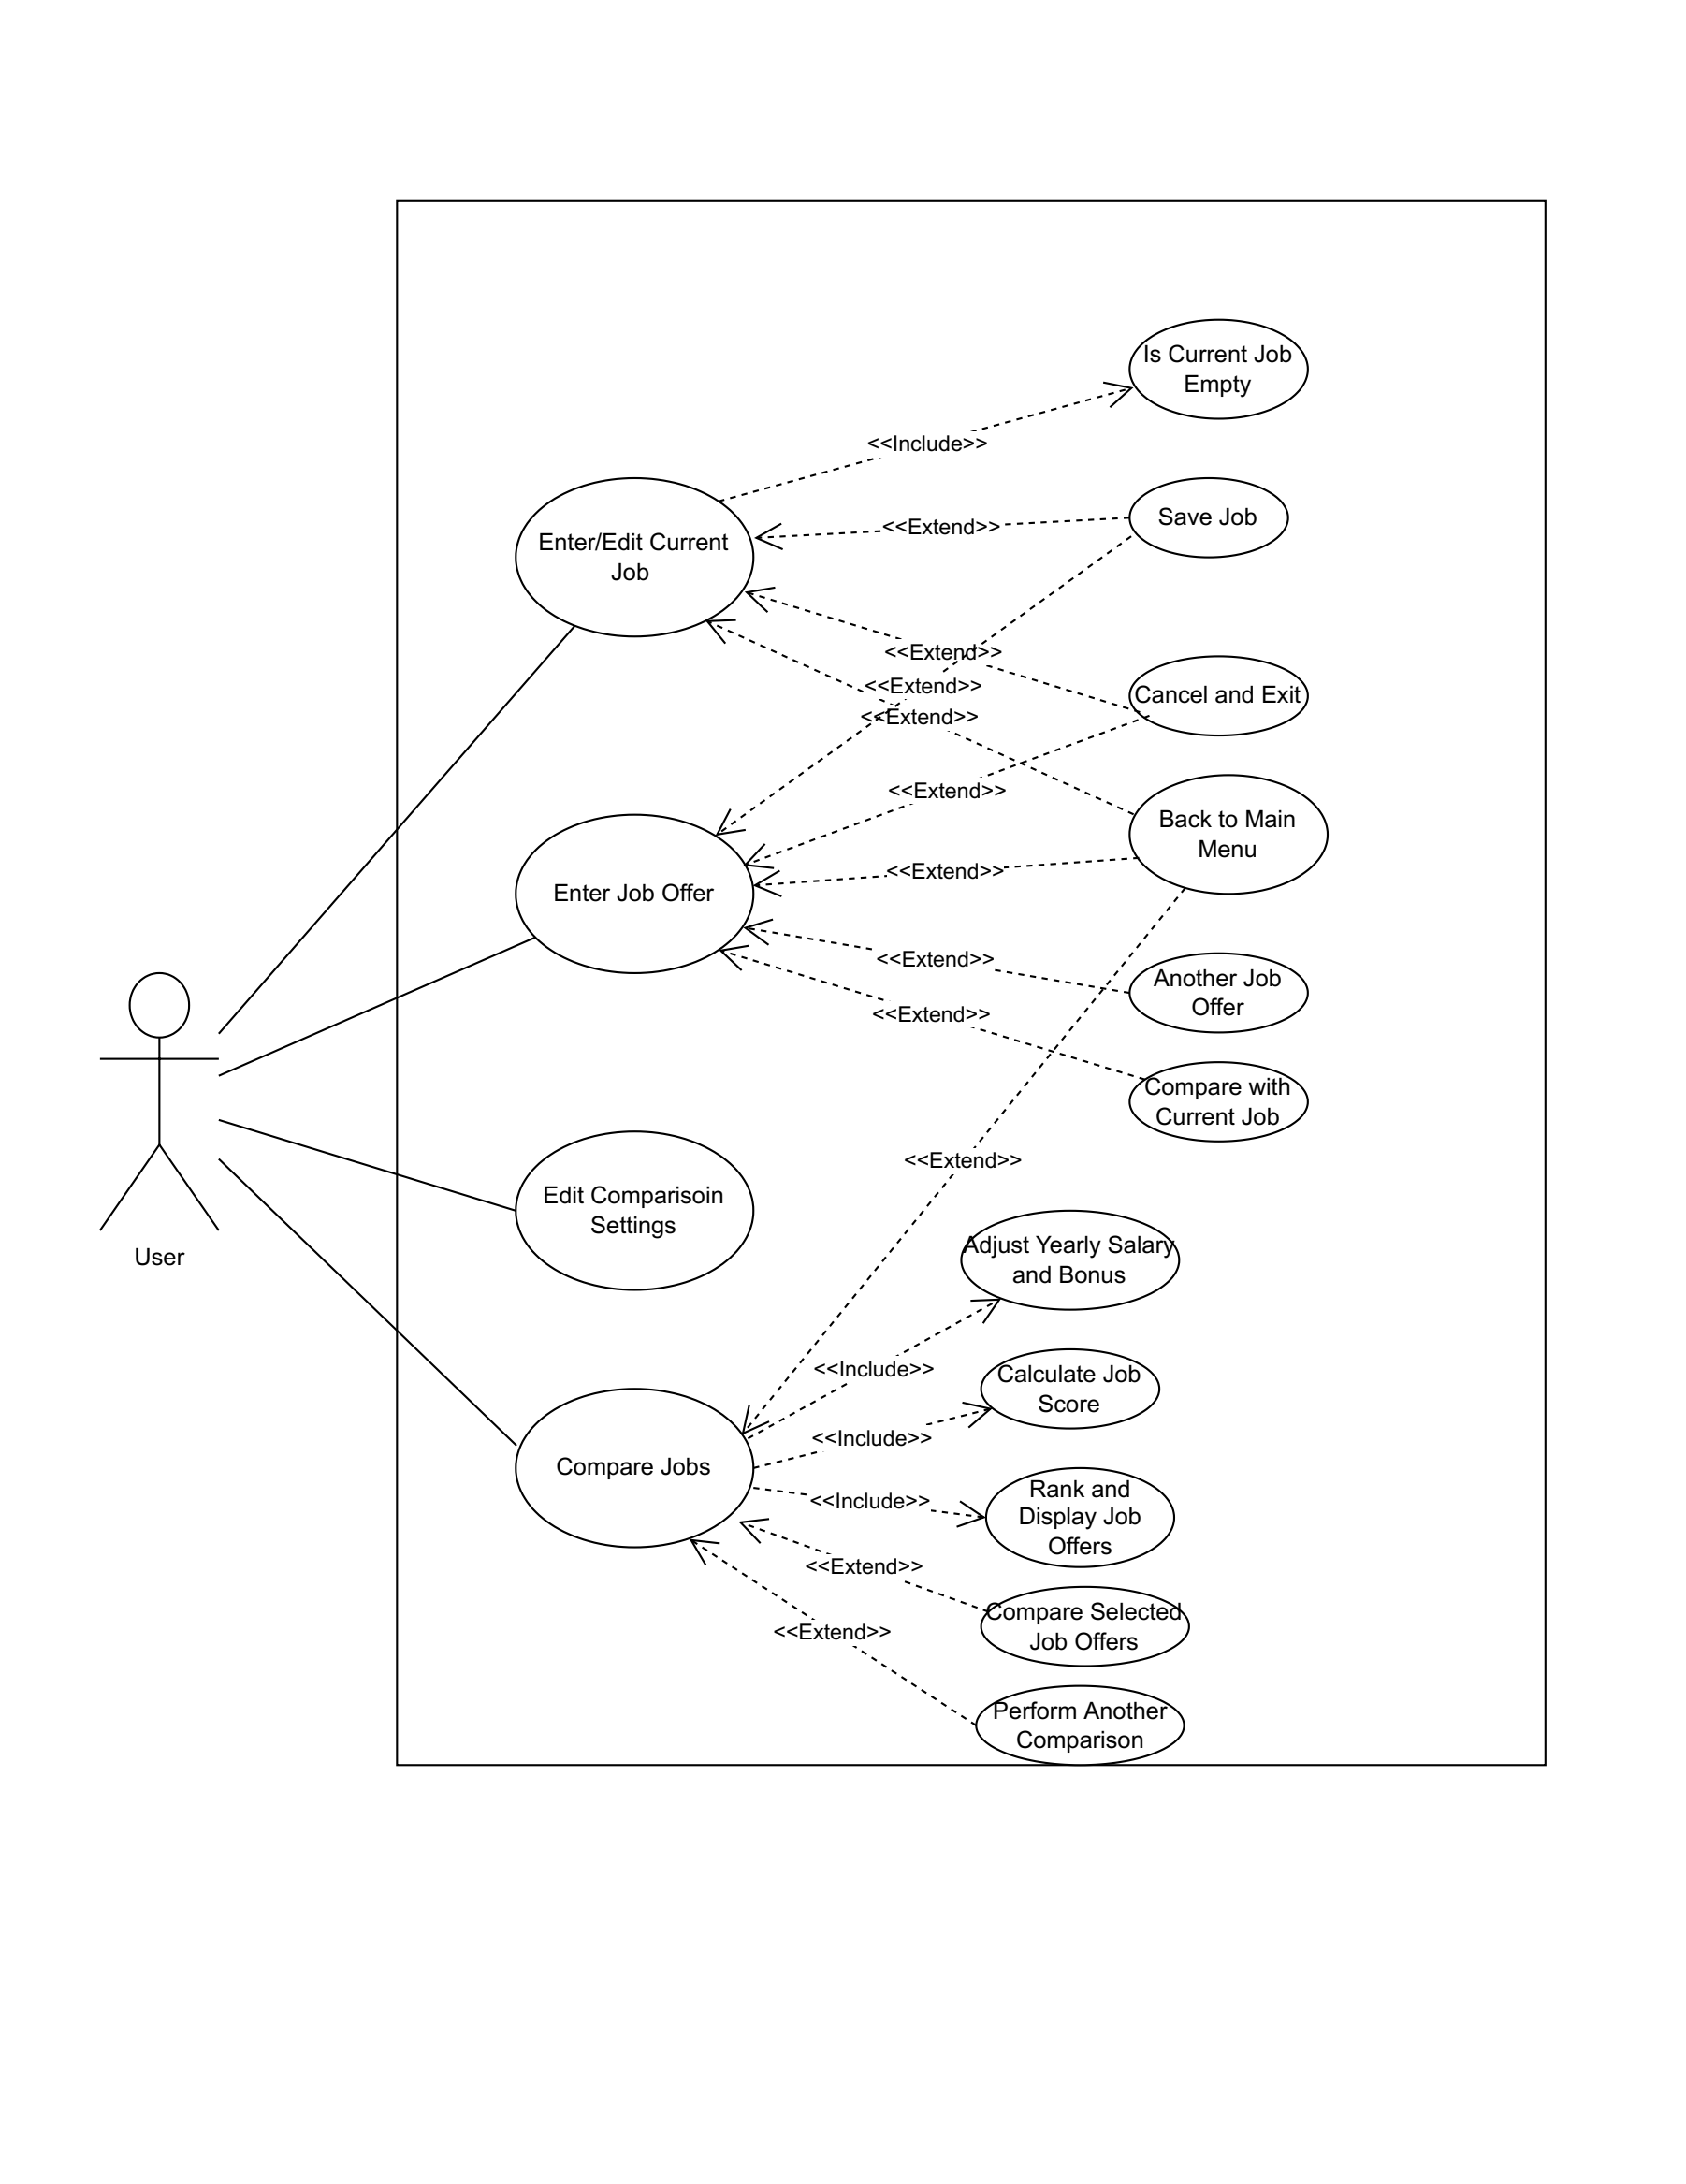 Is Current Job
Empty
<<Include>>
Enter/Edit Current
Job
<<Extend>>
Save Job
<<Extend>>
<<Extend>>
<<Extend>>
Cancel and Exit
<<Extend>>
Back to Main
Menu
Enter Job Offer
<<Extend>>
<<Extend>>
Another Job
Offer
<<Extend>>
Compare with
Current Job
<<Extend>>
Edit Comparisoin
Settings
User
Adjust Yearly Salary
and Bonus
<<Include>>
Calculate Job
Score
<<Include>>
Compare Jobs
<<Include>>
Rank and
Display Job
Offers
<<Extend>>
Compare Selected
Job Offers
<<Extend>>
Perform Another
Comparison